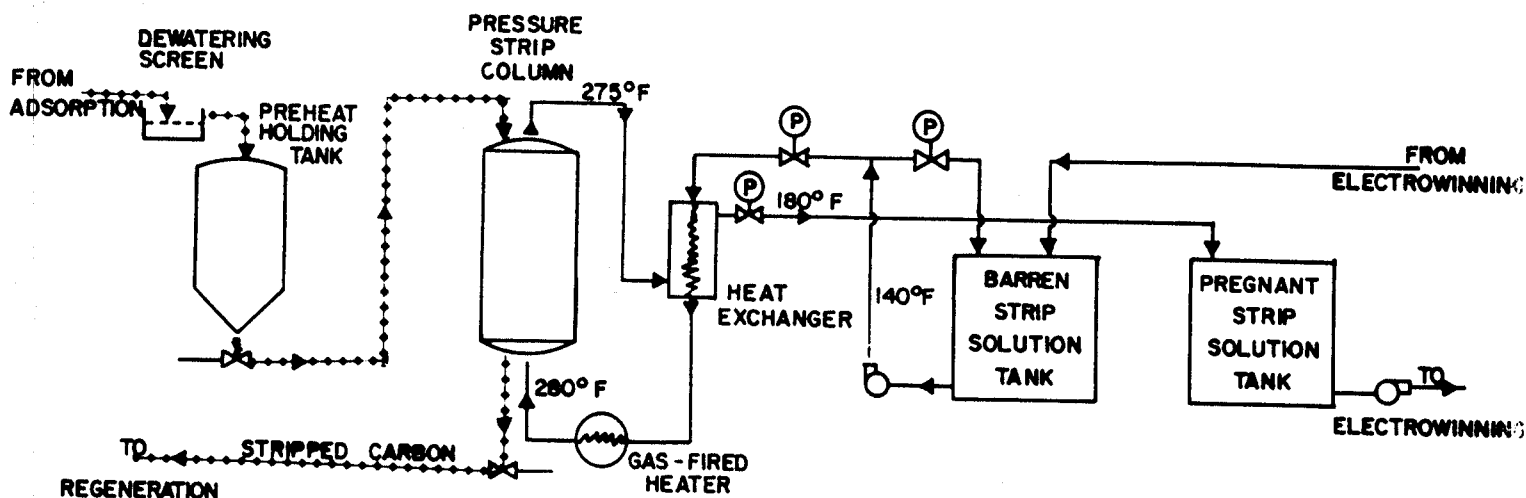 DEWATERING
SCREEN
FROM
ADSORPTION
PREHEAT
HOLDING
TANK
PRESSURE
STRIP
COLUMN
275°F
P
P
P
180° F
FROM
ELECTROWINNING
HEAT
EXCHANGER
140°F
BARREN
STRIP
SOLUTION
TANK
PREGNANT
STRIP
SOLUTION
TANK
TO
ELECTROWINNING
280° F
GAS-FIRED
HEATER
TO STRIPPED CARBON
REGENERATION